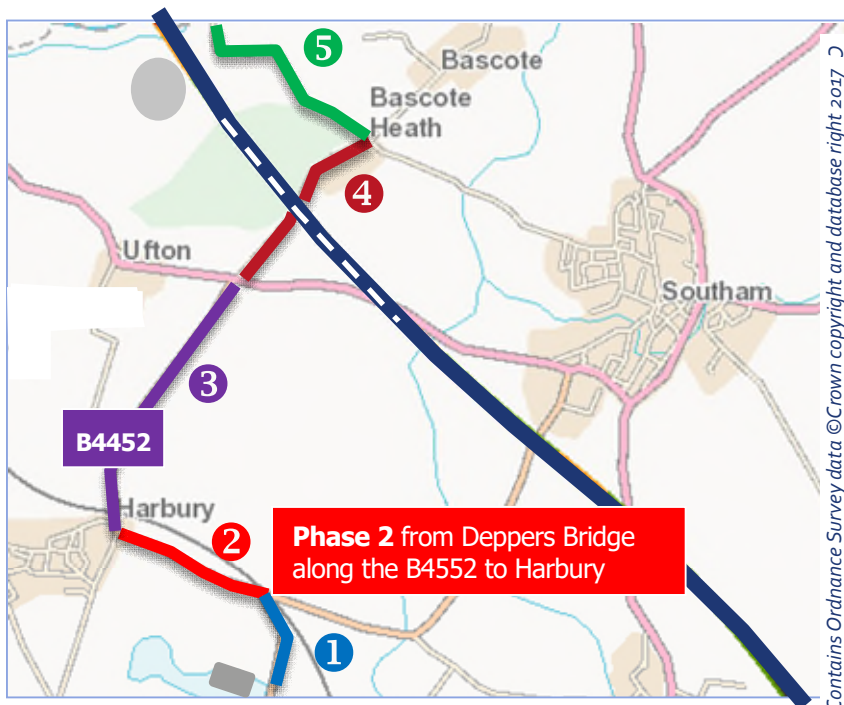 5
Bascote
Bascote
Heath
4
Ufton
Southam
3
B4452
Harbury
2
Phase 2 from Deppers Bridge
along the B4552 to Harbury
1
Contains Ordnance Survey data ©Crown copyright and database right 2017